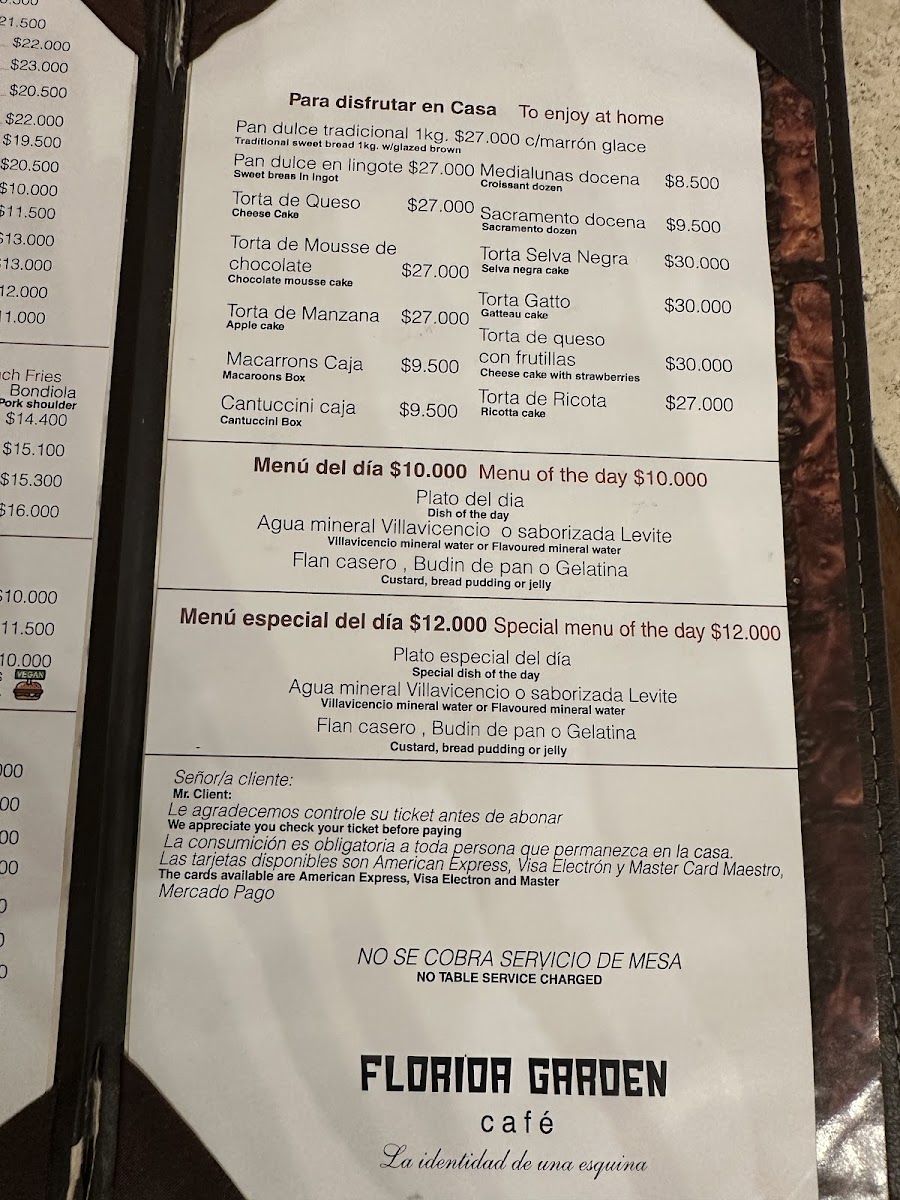 21.500
$22.000
$23.000
$20.500
$22.000
$19.500
$20.500
$10.000
$11.500
$13.000
13.000
12.000
11.000
ch Fries
Bondiola
Pork shoulder
$14.400
$15.100
$15.300
$16.000
$10.000
11.500
10.000
VEGAN
Para disfrutar en Casa To enjoy at home
Pan dulce tradicional 1kg. $27.000 c/marrón glace
Traditional sweet bread 1kg. w/glazed brown
Pan dulce en lingote $27.000
Sweet breas In Ingot
Torta de Queso $27.000
Cheese Cake
Torta de Mousse de
chocolate $27.000
Chocolate mousse cake
Torta de Manzana $27.000
Apple cake
Macarrons Caja $9.500
Macaroons Box
Cantuccini caja $9.500
Cantuccini Box
Medialunas docena $8.500
Croissant dozen
Sacramento docena $9.500
Sacramento dozen
Torta Selva Negra $30.000
Selva negra cake
Torta Gatto $30.000
Gatteau cake
Torta de queso
con frutillas $30.000
Cheese cake with strawberries
Torta de Ricota $27.000
Ricotta cake
Menú del día $10.000 Menu of the day $10.000
Plato del dia
Dish of the day
Agua mineral Villavicencio o saborizada Levite
Villavicencio mineral water or Flavoured mineral water
Flan casero , Budin de pan o Gelatina
Custard, bread pudding or jelly
Menú especial del día $12.000 Special menu of the day $12.000
Plato especial del día
Special dish of the day
Agua mineral Villavicencio o saborizada Levite
Villavicencio mineral water or Flavoured mineral water
Flan casero , Budin de pan o Gelatina
Custard, bread pudding or jelly
Señor/a cliente:
Mr. Client:
Le agradecemos controle su ticket antes de abonar
We appreciate you check your ticket before paying
La consumición es obligatoria a toda persona que permanezca en la casa.
Las tarjetas disponibles son American Express, Visa Electrón y Master Card Maestro,
The cards available are American Express, Visa Electron and Master
Mercado Pago
NO SE COBRA SERVICIO DE MESA
NO TABLE SERVICE CHARGED
FLORIDA GARDEN
café
La identidad de una esquina